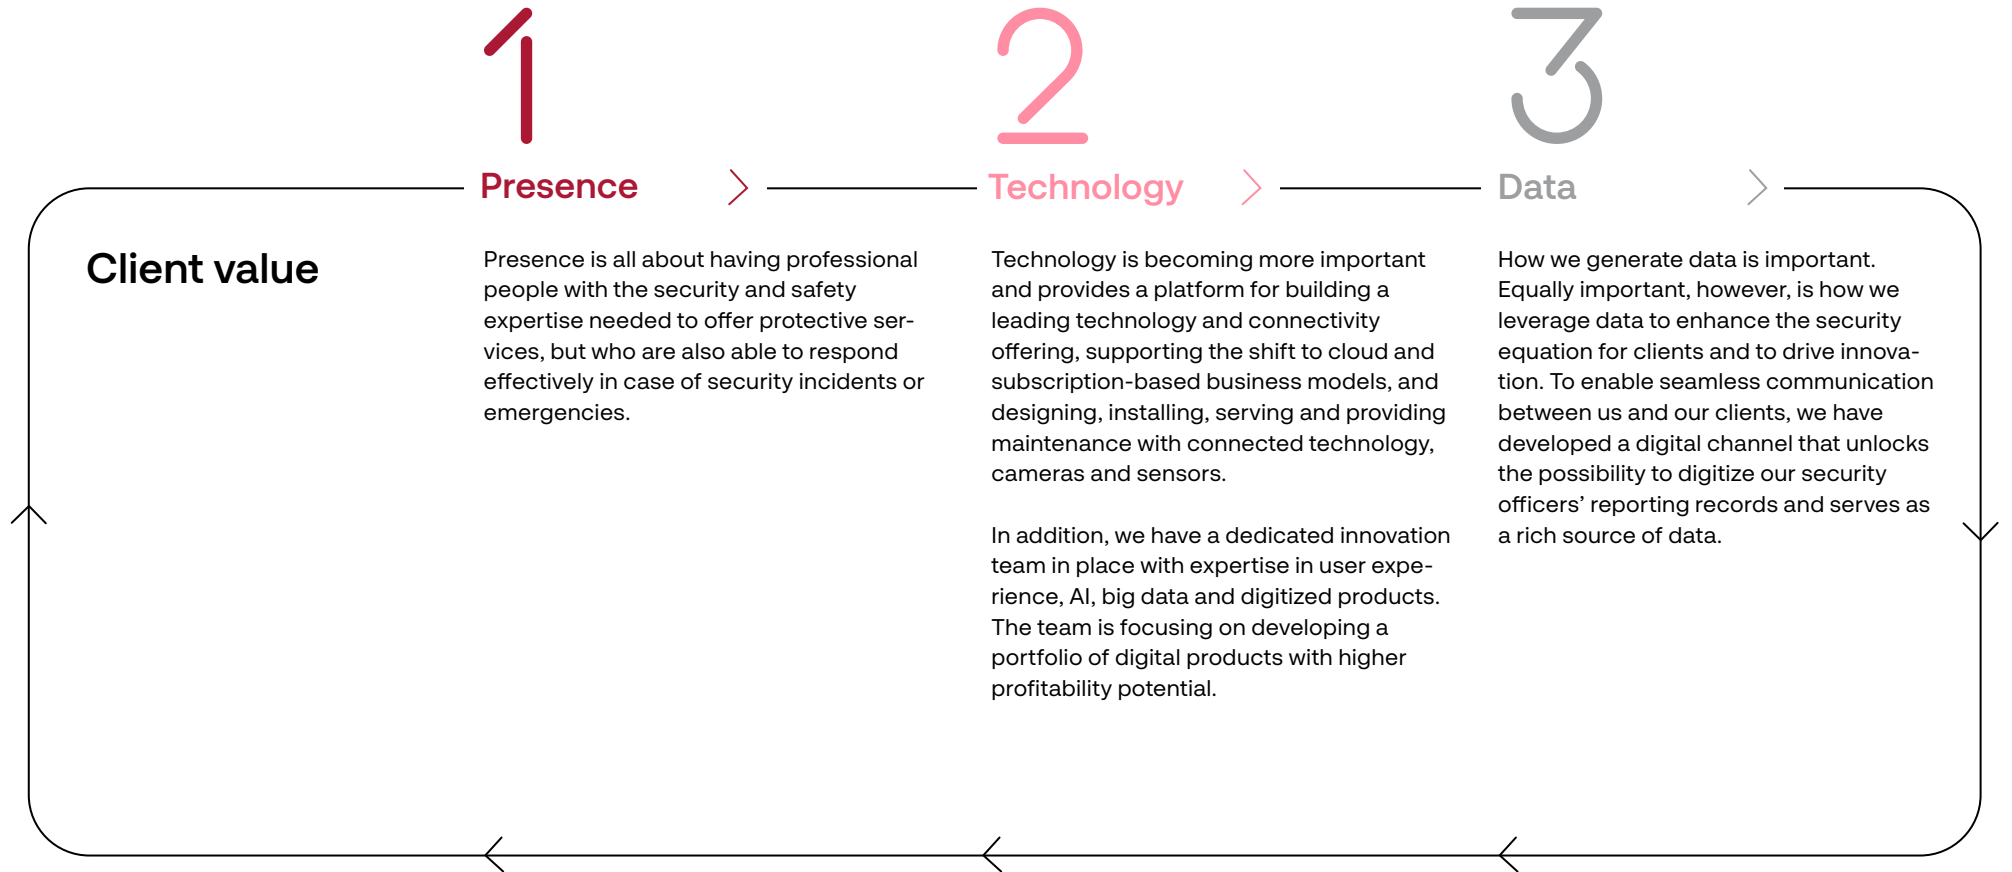 1
2
3
Presence
Technology
Data
Client value
Presence is all about having professional
people with the security and safety
expertise needed to offer protective ser-
vices, but who are also able to respond
effectively in case of security incidents or
emergencies.
Technology is becoming more important
and provides a platform for building a
leading technology and connectivity
offering, supporting the shift to cloud and
subscription-based business models, and
designing, installing, serving and providing
maintenance with connected technology,
cameras and sensors.
In addition, we have a dedicated innovation
team in place with expertise in user expe-
rience, AI, big data and digitized products.
The team is focusing on developing a
portfolio of digital products with higher
profitability potential.
How we generate data is important.
Equally important, however, is how we
leverage data to enhance the security
equation for clients and to drive innova-
tion. To enable seamless communication
between us and our clients, we have
developed a digital channel that unlocks
the possibility to digitize our security
officers’ reporting records and serves as
a rich source of data.